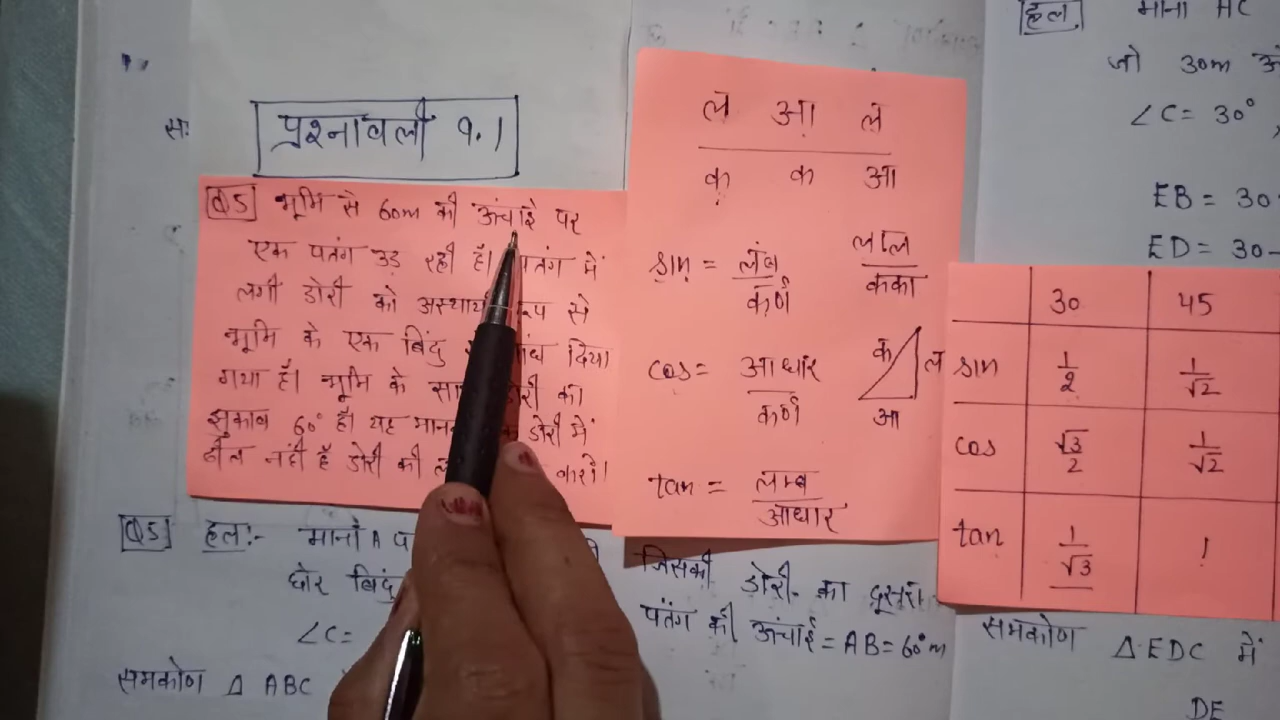 प्रश्नावली 9.1
स:
Q5 भूमि से 60m की ऊंचाई पर
एक पतंग उड़ रही है। पतंग में
लगी डोरी को अस्थायी रूप से
भूमि के एक बिंदु बांध दिया
गया है। भूमि के साथ डोरी का
झुकाव 60° है। यह मानकर डोरी में
ढील नहीं है डोरी की करो।
ल आ ल
क क आ
sin = लंब
कर्ण
लाल
कका
cos = आधार
कर्ण
क
ल
आ
tan = लम्ब
आधार
30 45
sin 1/2 1/√2
cos √3/2 1/√2
tan 1/√3 1
हल माना AC
जो 30m
∠C = 30°
EB = 30
ED = 30-
Q5 हल:- माना A
छोर बिंदु
∠C=
समकोण Δ ABC
जिसकी डोरी का दूसरा
पतंग की ऊंचाई = AB = 60m
समकोण Δ EDC में
DE